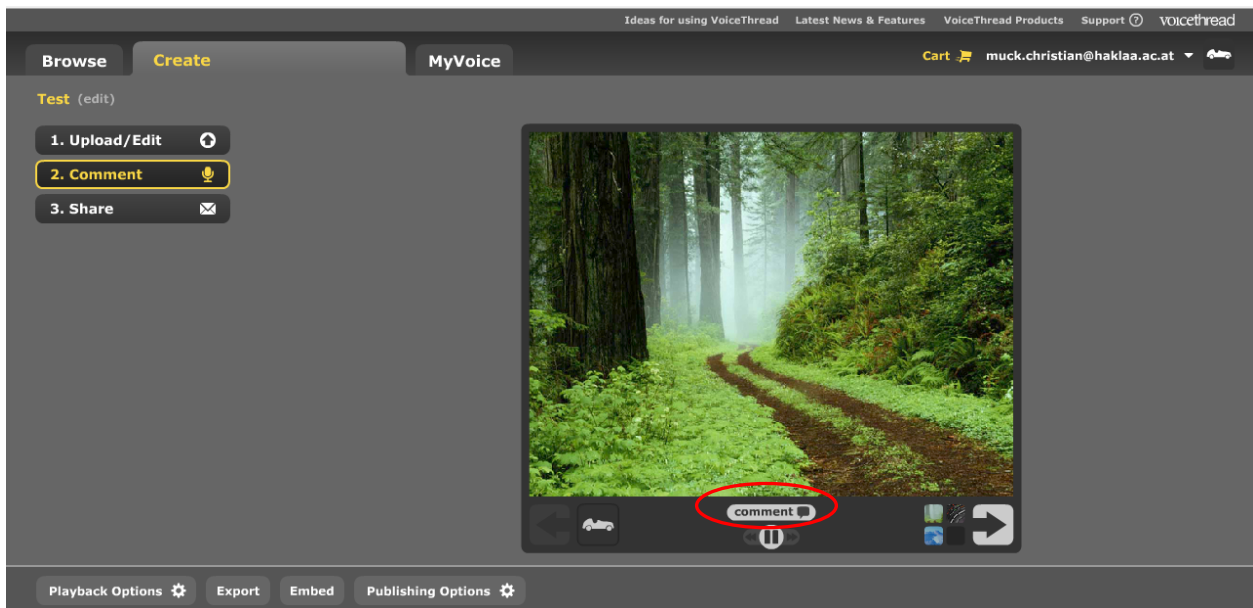 Ideas for using VoiceThread Latest News & Features VoiceThread Products Support ? voicethread
Browse Create MyVoice Cart muck.christian@haklaa.ac.at
Test (edit)
1. Upload/Edit
2. Comment
3. Share
comment
Playback Options Export Embed Publishing Options